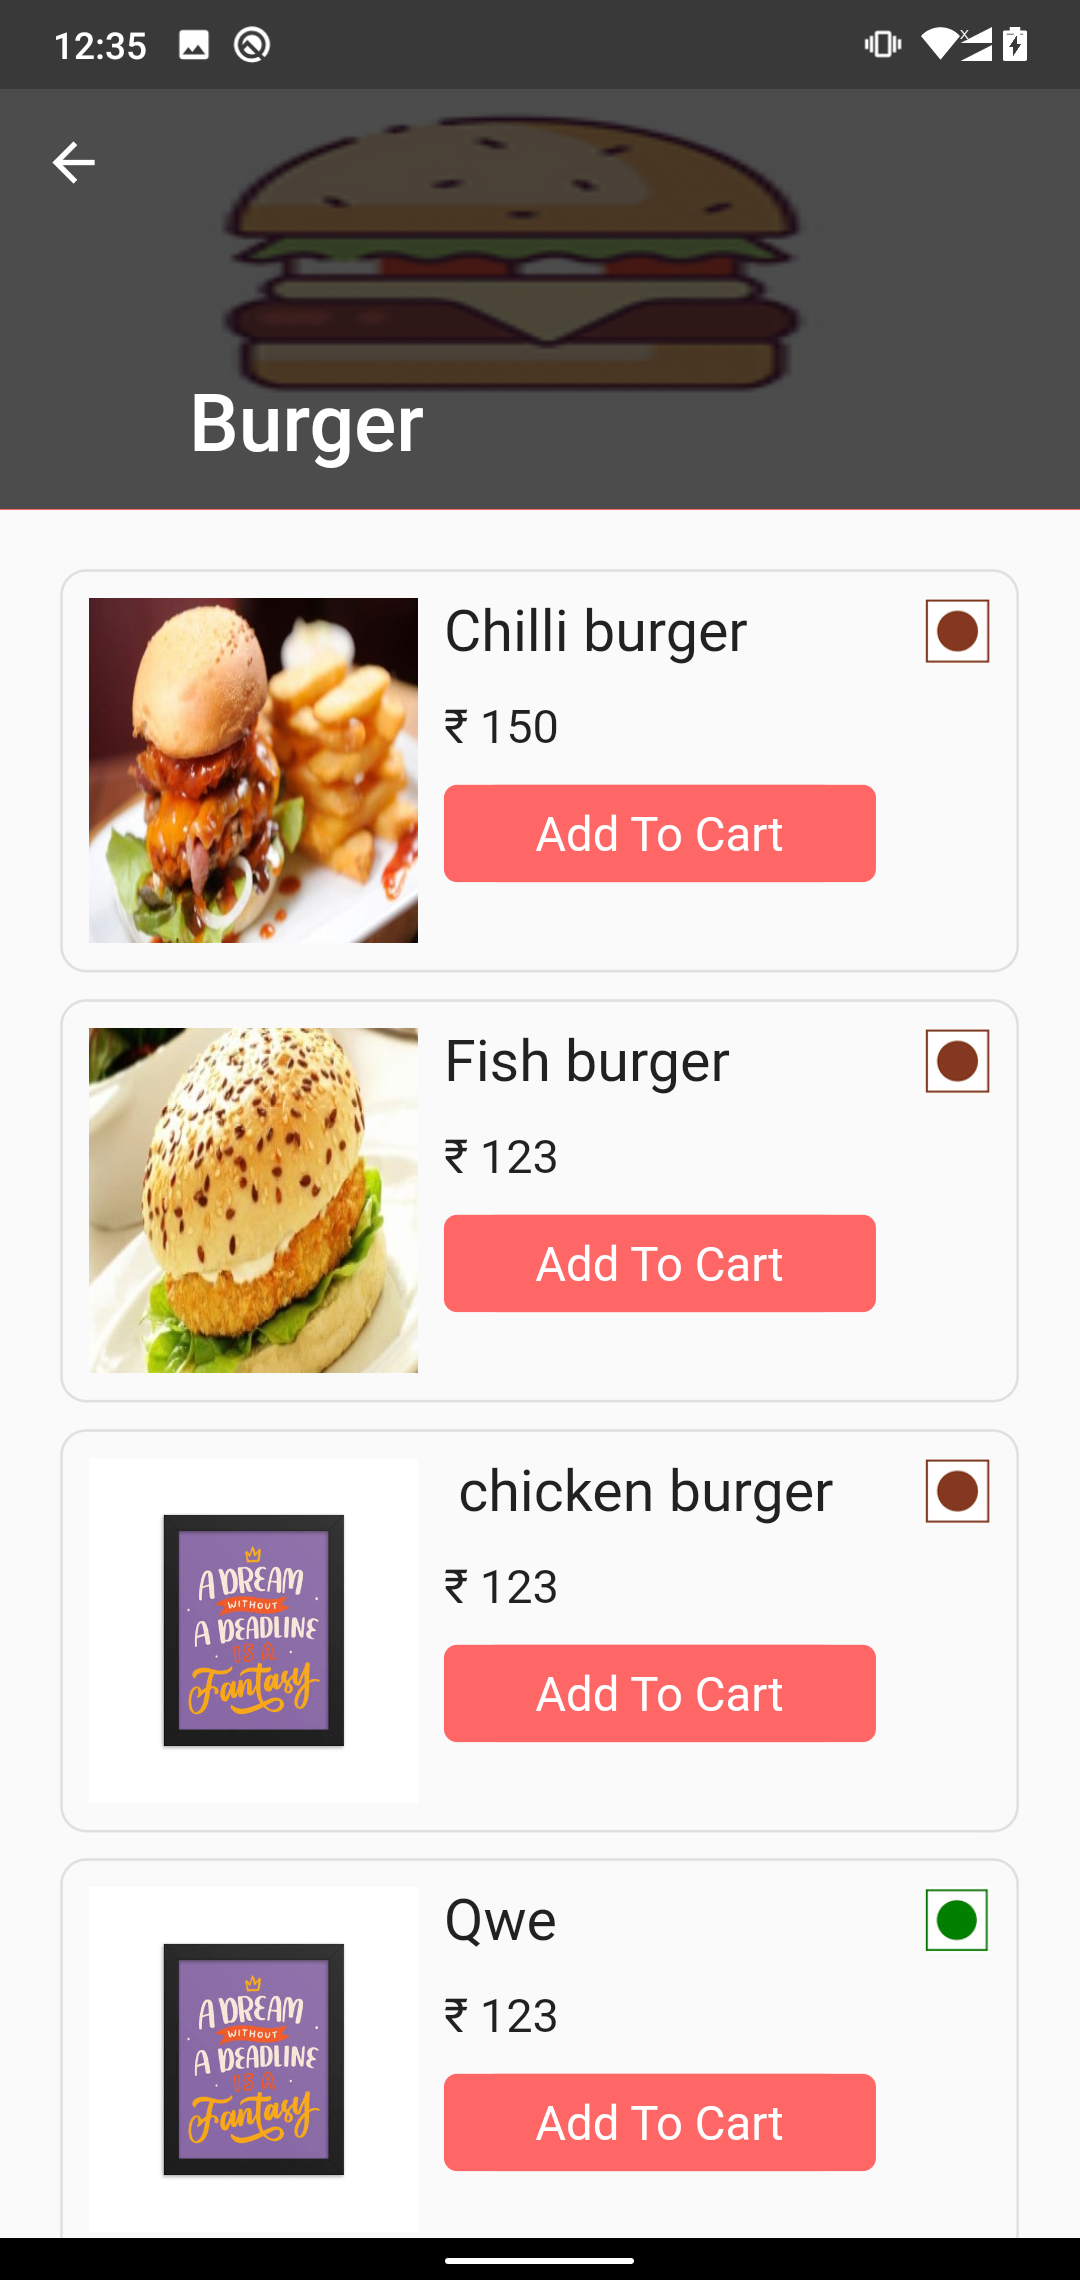 12:35
Burger
Chilli burger
₹ 150
Add To Cart
Fish burger
₹ 123
Add To Cart
chicken burger
₹ 123
Add To Cart
A DREAM
WITHOUT
A DEADLINE
IS A
Fantasy
Qwe
₹ 123
Add To Cart
A DREAM
WITHOUT
A DEADLINE
IS A
Fantasy